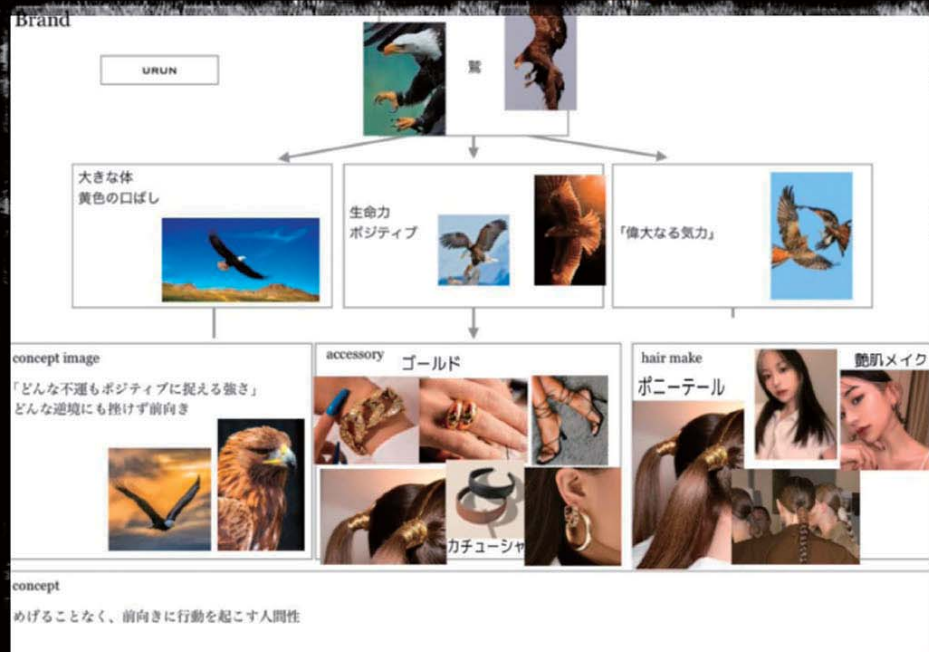 Brand
URUN
鷲
大きな体
黄色の口ばし
生命力
ポジティブ
「偉大なる気力」
concept image
「どんな不運もポジティブに捉える強さ」
どんな逆境にも挫けず前向き
accessory
ゴールド
カチューシャ
hair make
ポニーテール
艶肌メイク
concept
めげることなく、前向きに行動を起こす人間性